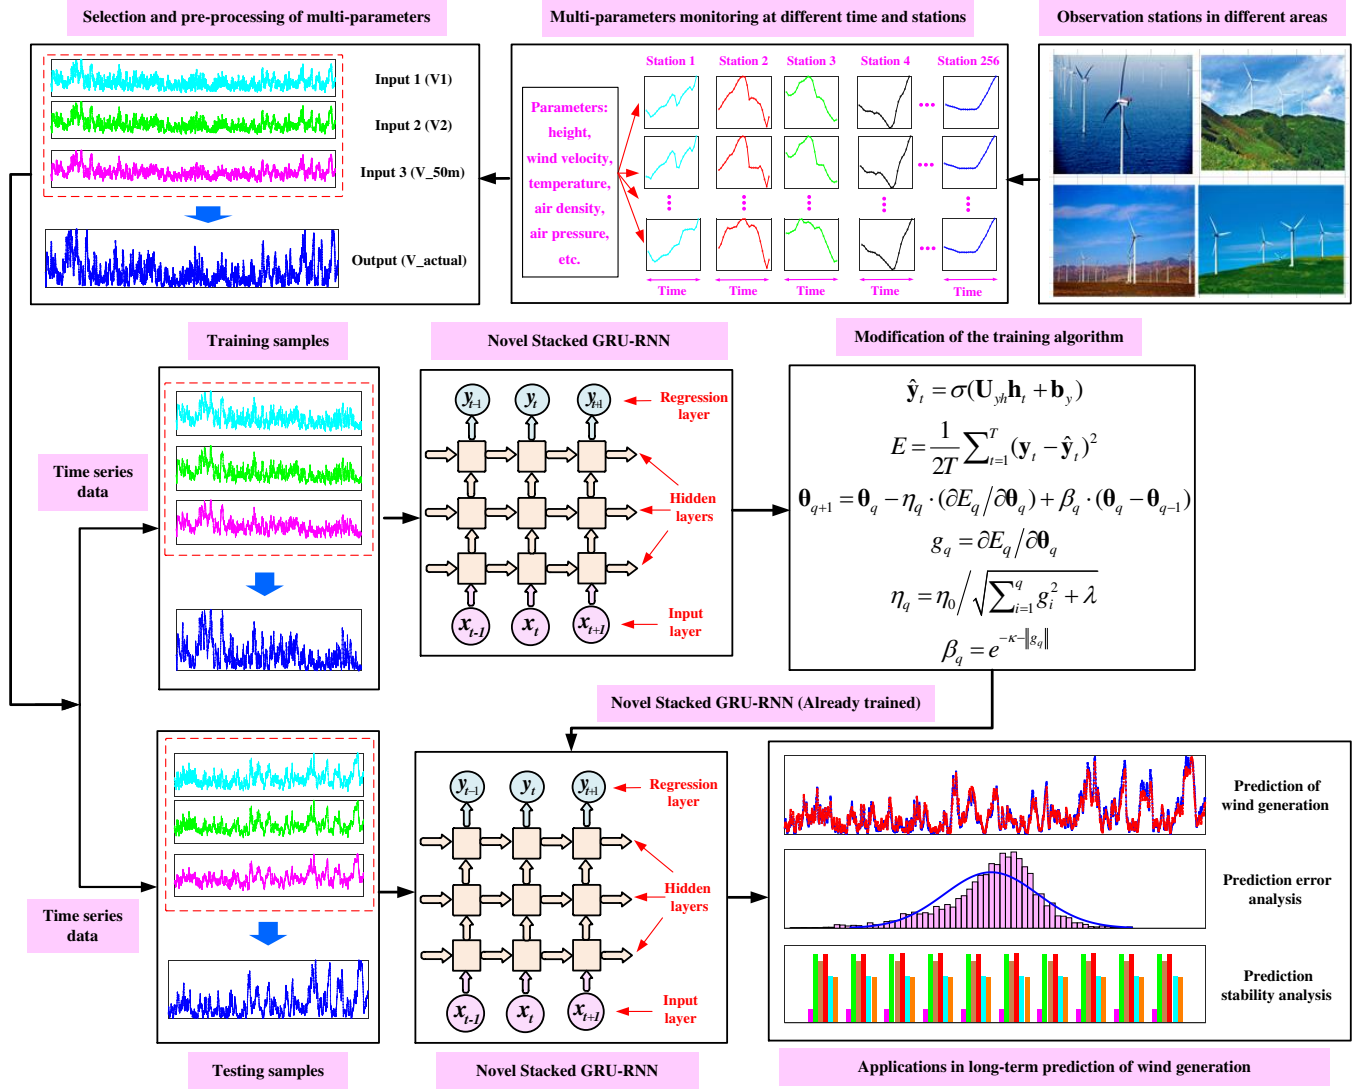 Selection and pre-processing of multi-parameters
Multi-parameters monitoring at different time and stations
Observation stations in different areas
Input 1 (V1)
Input 2 (V2)
Input 3 (V_50m)
Output (V_actual)
Parameters:
height,
wind velocity,
temperature,
air density,
air pressure,
etc.
Station 1
Station 2
Station 3
Station 4
Station 256
Time
Time
Time
Time
Time
Training samples
Novel Stacked GRU-RNN
Modification of the training algorithm
Time series
data
y_{t-1} y_t y_{t+1}
Regression
layer
Hidden
layers
x_{t-1} x_t x_{t+1}
Input
layer
ŷ_t = σ(U_{yh}h_t + b_y)
E = \frac{1}{2T} ∑_{t=1}^{T} (y_t - ŷ_t)^2
θ_{q+1} = θ_q - η_q · (∂E_q/∂θ_q) + β_q · (θ_q - θ_{q-1})
g_q = ∂E_q/∂θ_q
η_q = η_0/√(∑_{i=1}^{q} g_i^2 + λ)
β_q = e^{-κ-‖g_q‖}
Novel Stacked GRU-RNN (Already trained)
Time series
data
Testing samples
y_{t-1} y_t y_{t+1}
Regression
layer
Hidden
layers
x_{t-1} x_t x_{t+1}
Input
layer
Novel Stacked GRU-RNN
Prediction of
wind generation
Prediction error
analysis
Prediction
stability analysis
Applications in long-term prediction of wind generation